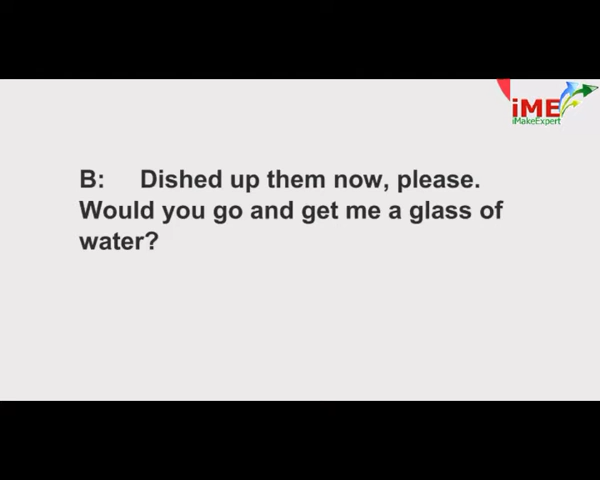 iME
iMakeExpert
B: Dished up them now, please.
Would you go and get me a glass of
water?